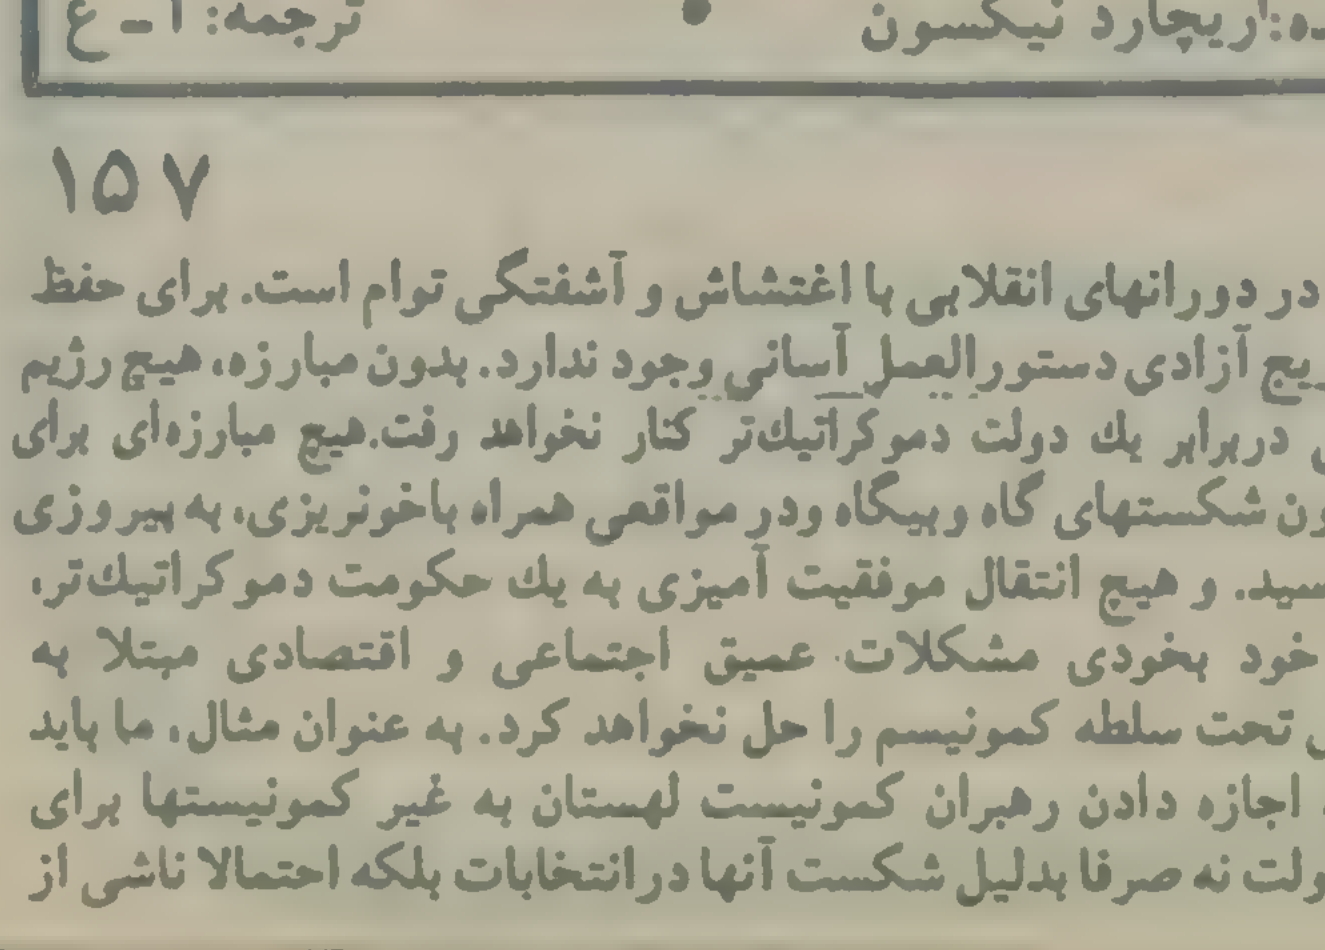 ریچارد نیکسون • ترجمه: ا ـ ع
۱۵۷
در دورانهای انقلابی با اغتشاش و آشفتگی توام است. برای حفظ
آزادی دستورالعمل آسانی وجود ندارد. بدون مبارزه، هیچ رژیم
دربرابر یك دولت دموکراتیك‌تر کنار نخواهد رفت. هیچ مبارزه‌ای برای
شکستهای گاه وبیگاه ودر مواقعی همراه باخونریزی، به پیروزی
و هیچ انتقال موفقیت آمیزی به یك حکومت دموکراتیك‌تر،
خود بخودی مشکلات عمیق اجتماعی و اقتصادی مبتلا به
تحت سلطه کمونیسم را حل نخواهد کرد. به عنوان مثال، ما باید
اجازه دادن رهبران کمونیست لهستان به غیر کمونیستها برای
نه صرفا بدلیل شکست آنها درانتخابات بلکه احتمالا ناشی از